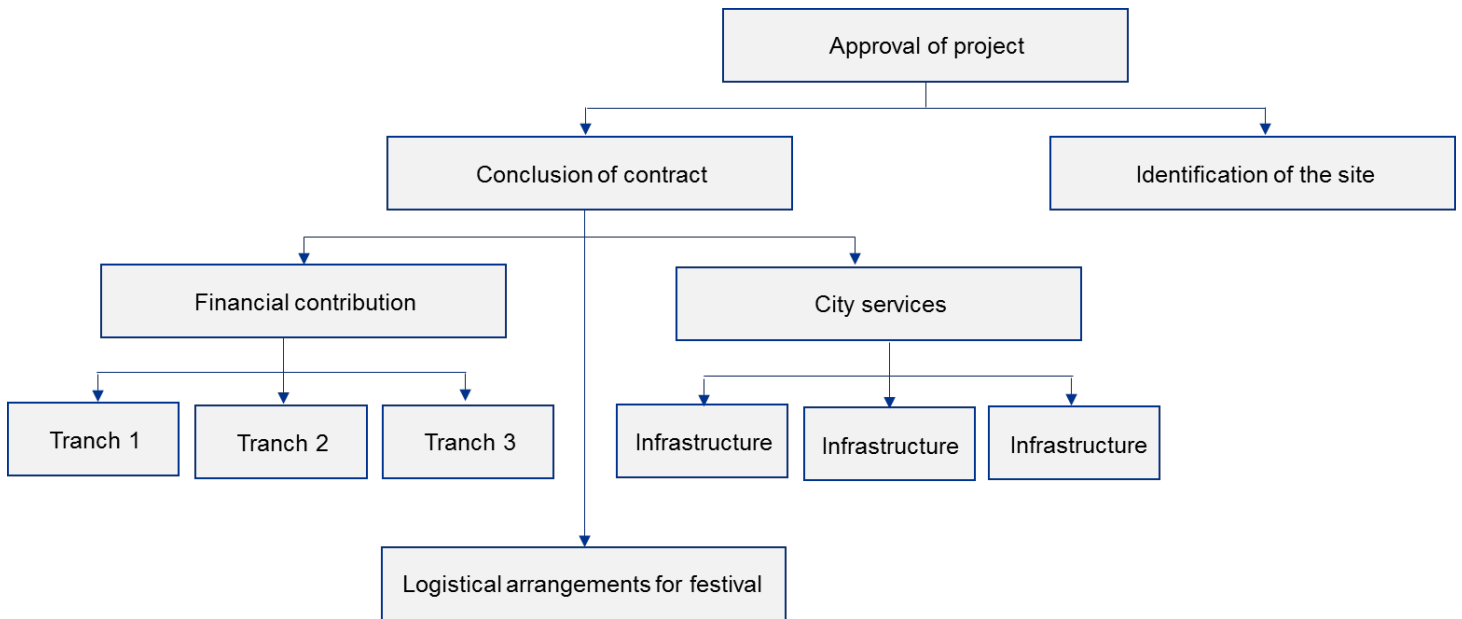 Approval of project
Conclusion of contract
Identification of the site
Financial contribution
City services
Tranch 1
Tranch 2
Tranch 3
Infrastructure
Infrastructure
Infrastructure
Logistical arrangements for festival